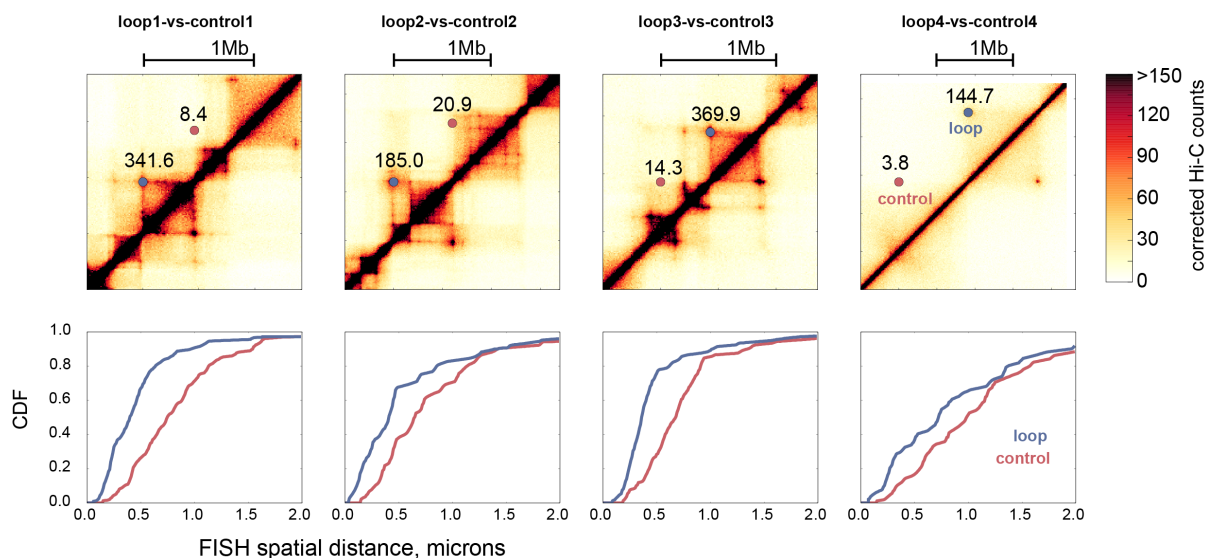 loop1-vs-control1
loop2-vs-control2
loop3-vs-control3
loop4-vs-control4
1Mb
1Mb
1Mb
1Mb
8.4
341.6
20.9
185.0
369.9
14.3
144.7
loop
3.8
control
>150
120
90
60
30
0
corrected Hi-C counts
CDF
1.0
0.8
0.6
0.4
0.2
0.0
loop
control
0.0 0.5 1.0 1.5 2.0
0.0 0.5 1.0 1.5 2.0
0.0 0.5 1.0 1.5 2.0
0.0 0.5 1.0 1.5 2.0
FISH spatial distance, microns